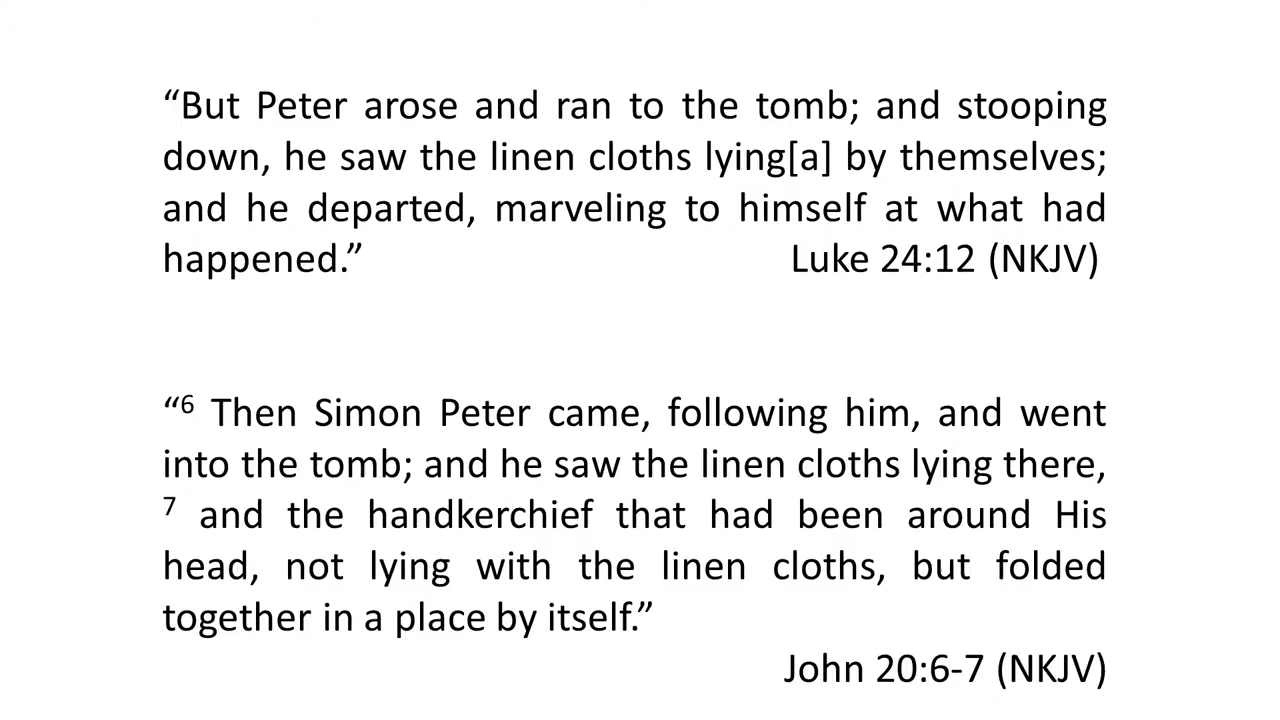 “But Peter arose and ran to the tomb; and stooping
down, he saw the linen cloths lying[a] by themselves;
and he departed, marveling to himself at what had
happened.” Luke 24:12 (NKJV)
“6 Then Simon Peter came, following him, and went
into the tomb; and he saw the linen cloths lying there,
7 and the handkerchief that had been around His
head, not lying with the linen cloths, but folded
together in a place by itself.”
John 20:6-7 (NKJV)